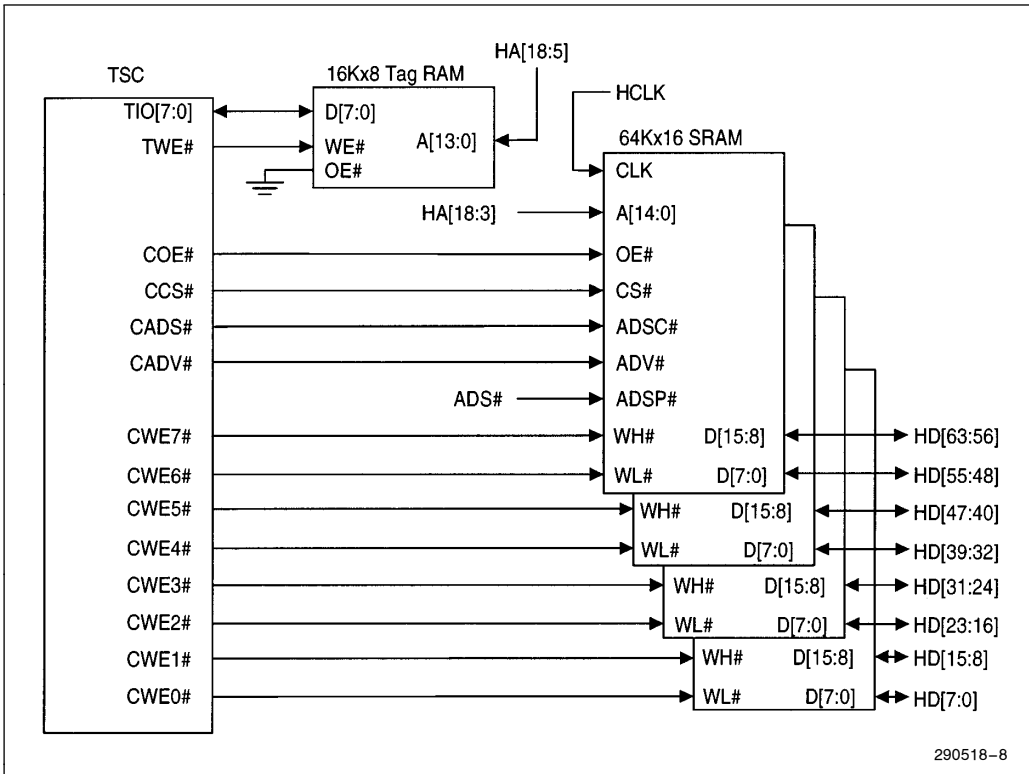 HA[18:5]
TSC
16Kx8 Tag RAM
HCLK
TIO[7:0]
D[7:0]
TWE#
WE#
A[13:0]
OE#
64Kx16 SRAM
CLK
HA[18:3]
A[14:0]
COE#
OE#
CCS#
CS#
CADS#
ADSC#
CADV#
ADV#
ADS#
ADSP#
CWE7#
WH#
D[15:8]
HD[63:56]
CWE6#
WL#
D[7:0]
HD[55:48]
CWE5#
WH#
D[15:8]
HD[47:40]
CWE4#
WL#
D[7:0]
HD[39:32]
CWE3#
WH#
D[15:8]
HD[31:24]
CWE2#
WL#
D[7:0]
HD[23:16]
CWE1#
WH#
D[15:8]
HD[15:8]
CWE0#
WL#
D[7:0]
HD[7:0]
290518–8